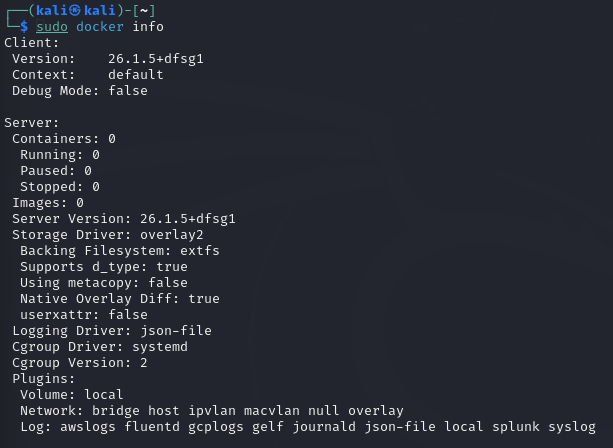 ┌──(kali㉿kali)-[~]
└─$ sudo docker info
Client:
 Version:    26.1.5+dfsg1
 Context:    default
 Debug Mode: false

Server:
 Containers: 0
  Running: 0
  Paused: 0
  Stopped: 0
 Images: 0
 Server Version: 26.1.5+dfsg1
 Storage Driver: overlay2
  Backing Filesystem: extfs
  Supports d_type: true
  Using metacopy: false
  Native Overlay Diff: true
  userxattr: false
 Logging Driver: json-file
 Cgroup Driver: systemd
 Cgroup Version: 2
 Plugins:
  Volume: local
  Network: bridge host ipvlan macvlan null overlay
  Log: awslogs fluentd gcplogs gelf journald json-file local splunk syslog